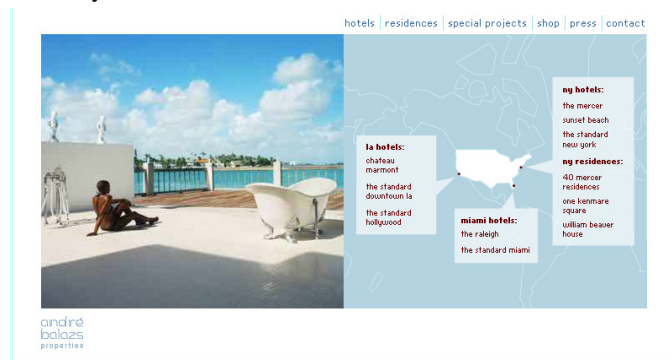 hotels residences special projects shop press contact
la hotels:
chateau
marmont
the standard
downtown la
the standard
hollywood
miami hotels:
the raleigh
the standard miami
ny hotels:
the mercer
sunset beach
the standard
new york
ny residences:
40 mercer
residences
one kenmare
square
william beaver
house
andré
balazs
properties